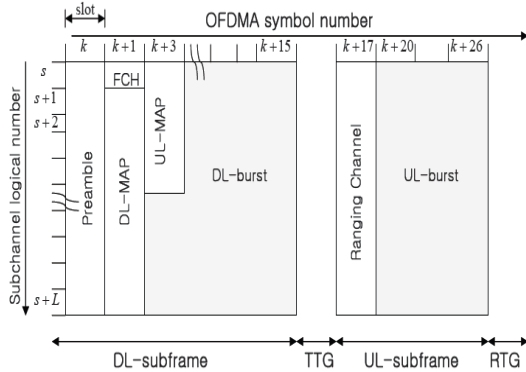 slot
OFDMA symbol number
k
k+1
k+3
k+15
k+17
k+20
k+26
Subchannel logical number
s
s+1
s+2
s+L
Preamble
FCH
DL-MAP
UL-MAP
DL-burst
Ranging Channel
UL-burst
DL-subframe
TTG
UL-subframe
RTG